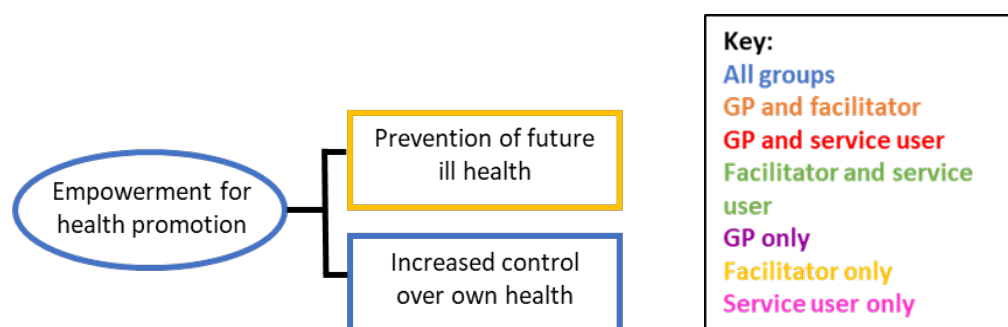 Empowerment for
health promotion
Prevention of future
ill health
Increased control
over own health
Key:
All groups
GP and facilitator
GP and service user
Facilitator and service
user
GP only
Facilitator only
Service user only